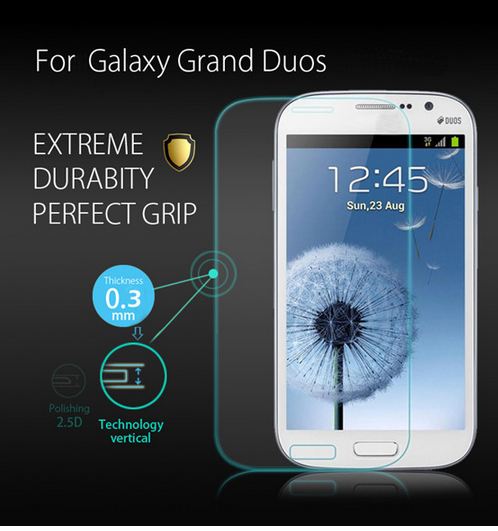 For Galaxy Grand Duos
DUOS
3G
EXTREME
DURABITY
PERFECT GRIP
12:45
Sun,23 Aug
Thickness
0.3
mm
Polishing
2.5D
Technology
vertical